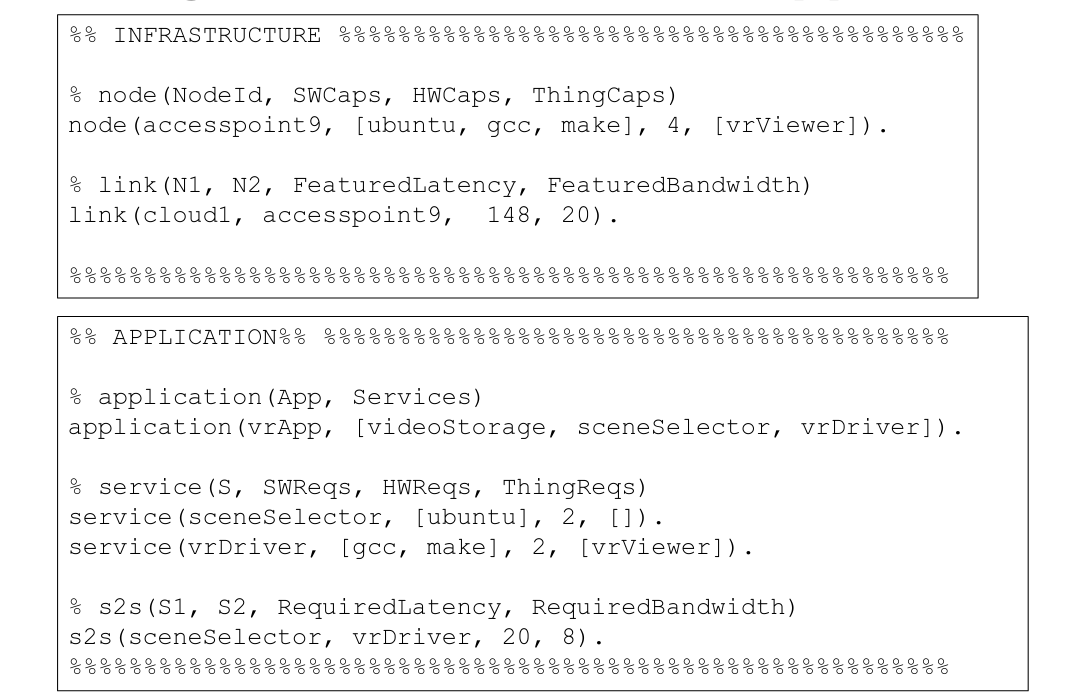 %% INFRASTRUCTURE %%%%%%%%%%%%%%%%%%%%%%%%%%%%%%%%%%%%%%%%%%
% node(NodeId, SWCaps, HWCaps, ThingCaps)
node(accesspoint9, [ubuntu, gcc, make], 4, [vrViewer]).
% link(N1, N2, FeaturedLatency, FeaturedBandwidth)
link(cloud1, accesspoint9,  148, 20).
%%%%%%%%%%%%%%%%%%%%%%%%%%%%%%%%%%%%%%%%%%%%%%%%%%%%%%%%%%%
%% APPLICATION%% %%%%%%%%%%%%%%%%%%%%%%%%%%%%%%%%%%%%%%%%%%
% application(App, Services)
application(vrApp, [videoStorage, sceneSelector, vrDriver]).
% service(S, SWReqs, HWReqs, ThingReqs)
service(sceneSelector, [ubuntu], 2, []).
service(vrDriver, [gcc, make], 2, [vrViewer]).
% s2s(S1, S2, RequiredLatency, RequiredBandwidth)
s2s(sceneSelector, vrDriver, 20, 8).
%%%%%%%%%%%%%%%%%%%%%%%%%%%%%%%%%%%%%%%%%%%%%%%%%%%%%%%%%%%